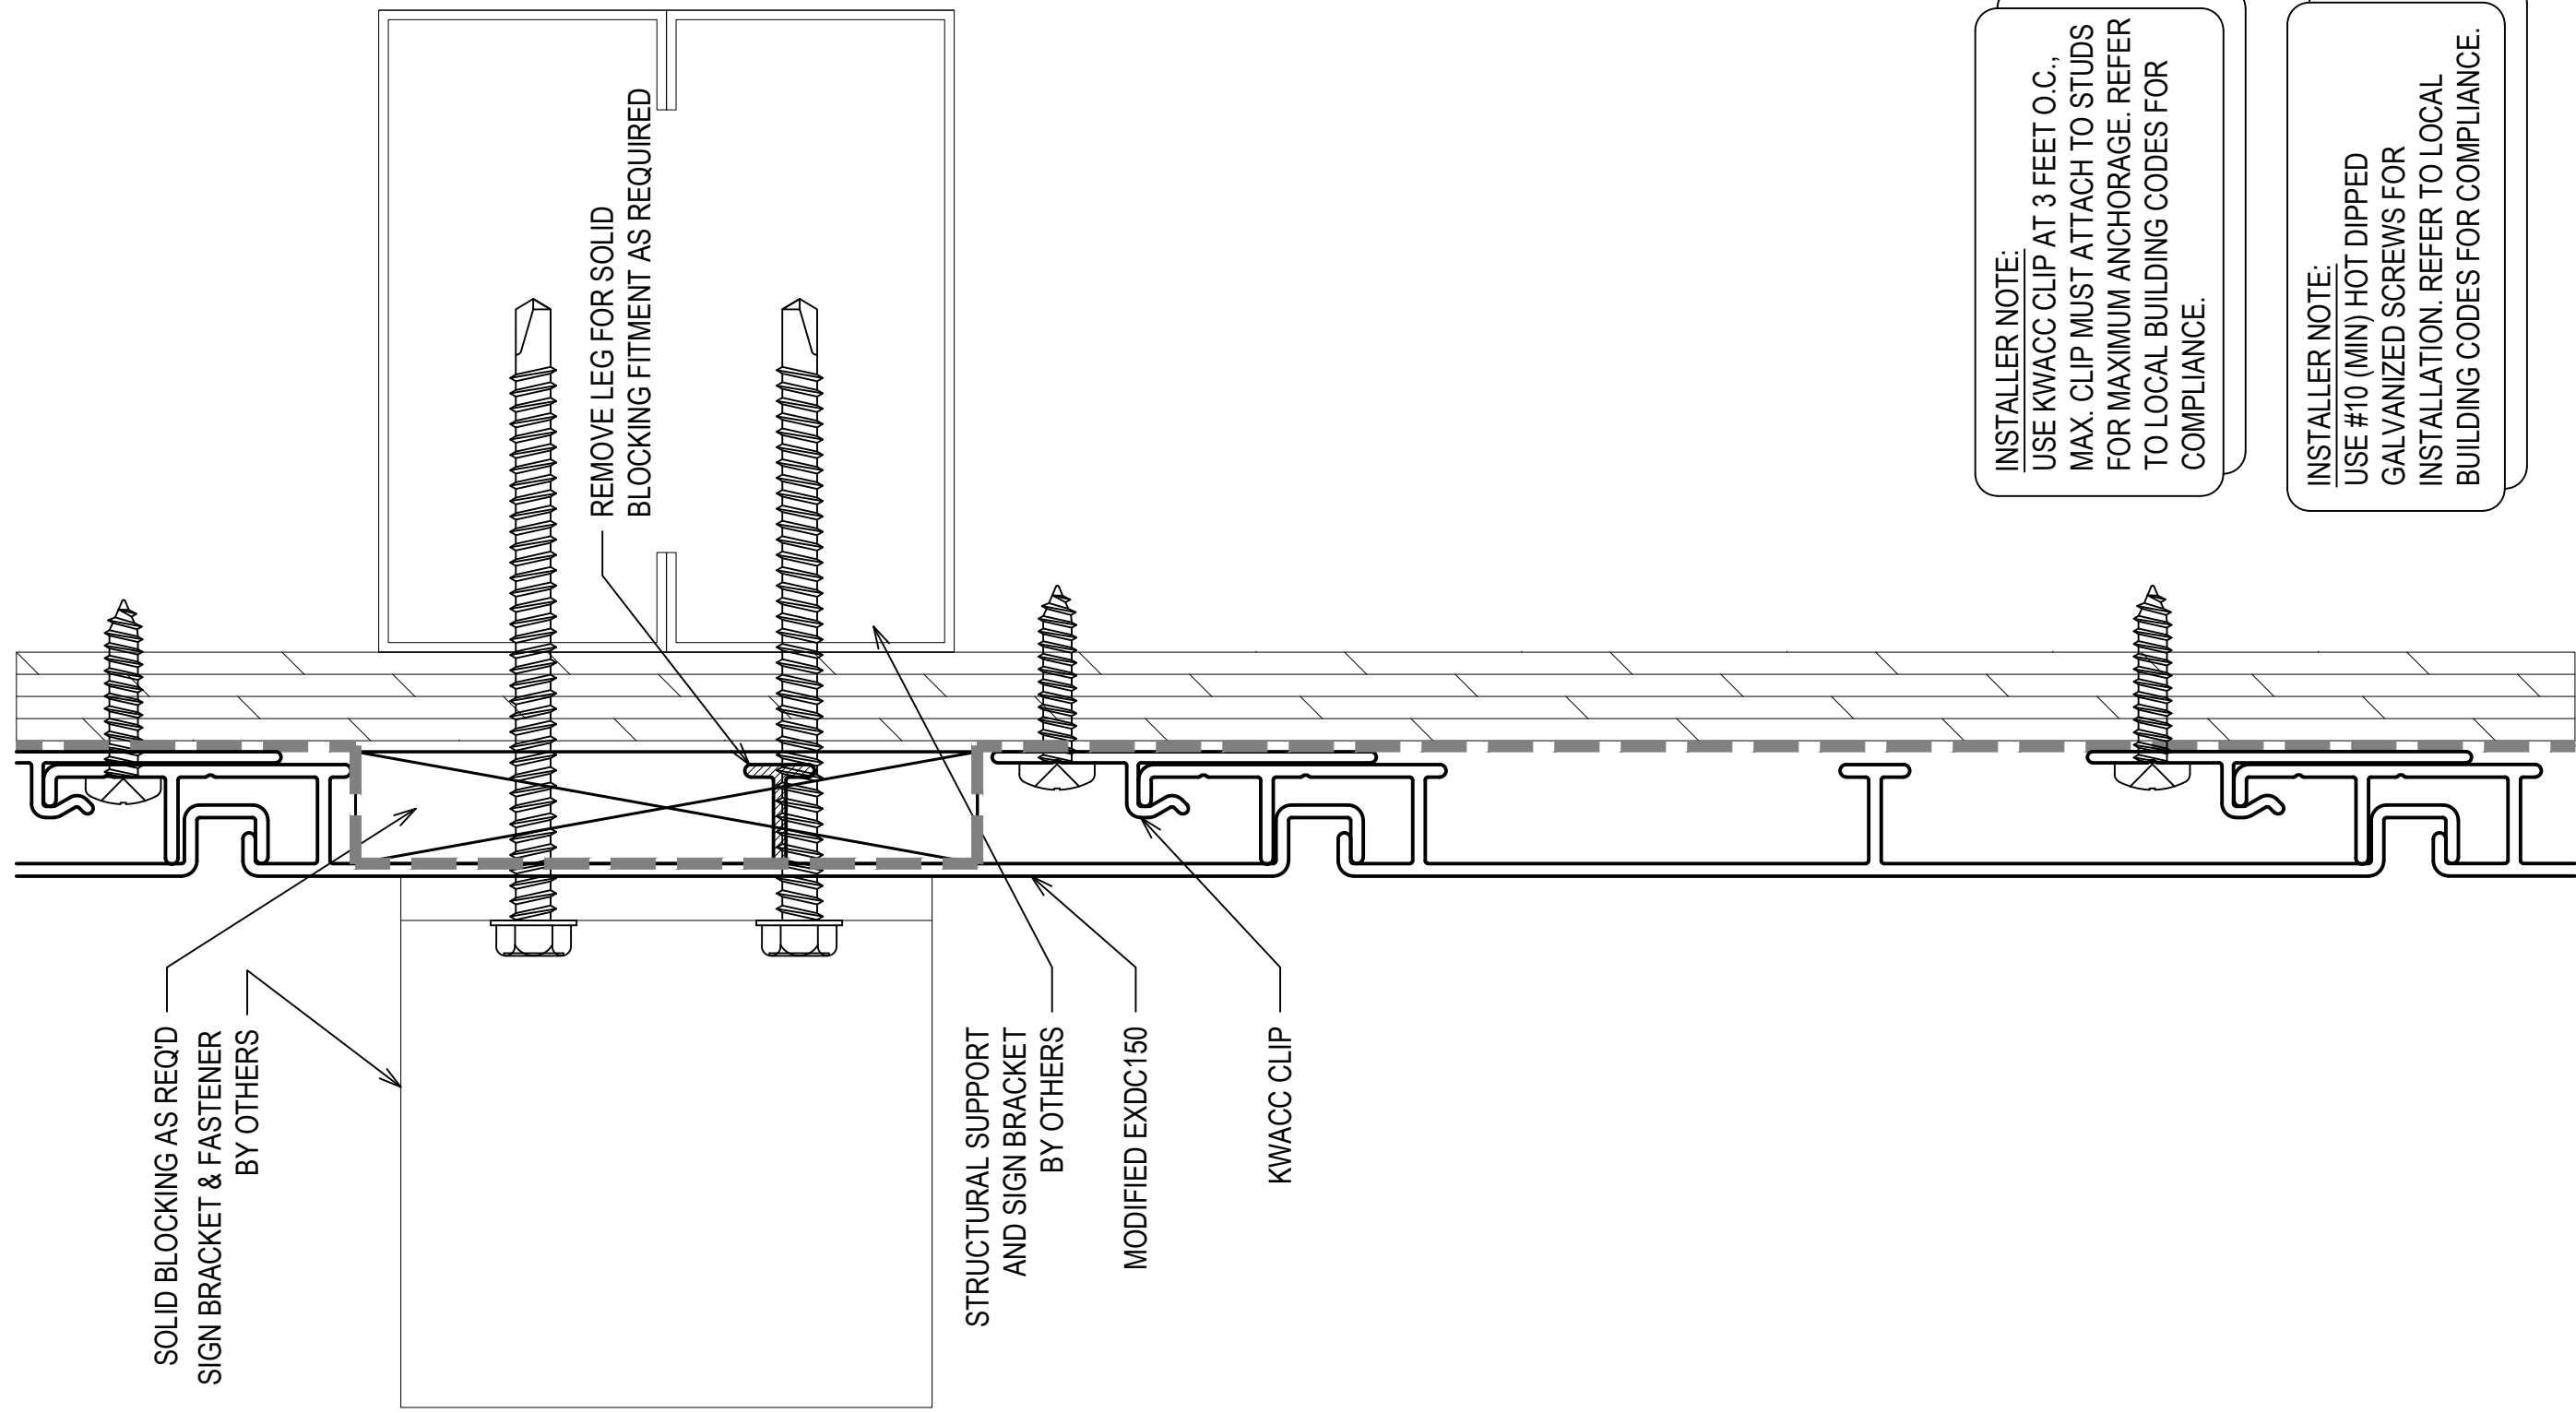 SOLID BLOCKING AS REQ'D
SIGN BRACKET & FASTENER
BY OTHERS
REMOVE LEG FOR SOLID
BLOCKING FITMENT AS REQUIRED
STRUCTURAL SUPPORT
AND SIGN BRACKET
BY OTHERS
MODIFIED EXDC150
KWACC CLIP
INSTALLER NOTE:
USE KWACC CLIP AT 3 FEET O.C.,
MAX. CLIP MUST ATTACH TO STUDS
FOR MAXIMUM ANCHORAGE. REFER
TO LOCAL BUILDING CODES FOR
COMPLIANCE.
INSTALLER NOTE:
USE #10 (MIN) HOT DIPPED
GALVANIZED SCREWS FOR
INSTALLATION. REFER TO LOCAL
BUILDING CODES FOR COMPLIANCE.